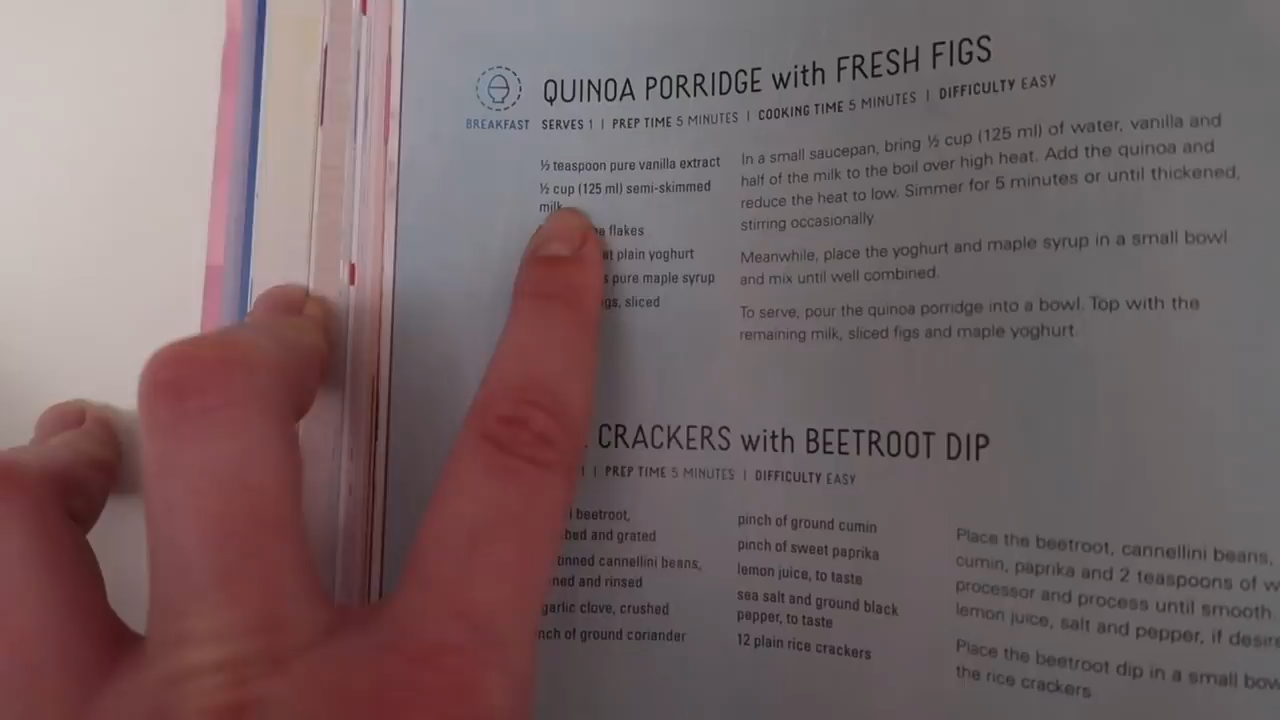 QUINOA PORRIDGE with FRESH FIGS
BREAKFAST
SERVES 1 | PREP TIME 5 MINUTES | COOKING TIME 5 MINUTES | DIFFICULTY EASY
½ teaspoon pure vanilla extract
½ cup (125 ml) semi-skimmed
milk
flakes
plain yoghurt
pure maple syrup
sliced
In a small saucepan, bring ½ cup (125 ml) of water, vanilla and
half of the milk to the boil over high heat. Add the quinoa and
reduce the heat to low. Simmer for 5 minutes or until thickened,
stirring occasionally
Meanwhile, place the yoghurt and maple syrup in a small bowl
and mix until well combined.
To serve, pour the quinoa porridge into a bowl. Top with the
remaining milk, sliced figs and maple yoghurt
CRACKERS with BEETROOT DIP
1 | PREP TIME 5 MINUTES | DIFFICULTY EASY
beetroot,
and grated
cannellini beans,
and rinsed
garlic clove, crushed
of ground coriander
pinch of ground cumin
pinch of sweet paprika
lemon juice, to taste
sea salt and ground black
pepper, to taste
12 plain rice crackers
Place the beetroot, cannellini beans,
cumin, paprika and 2 teaspoons of
processor and process until smooth
lemon juice, salt and pepper, if
Place the beetroot dip in a small
the rice crackers